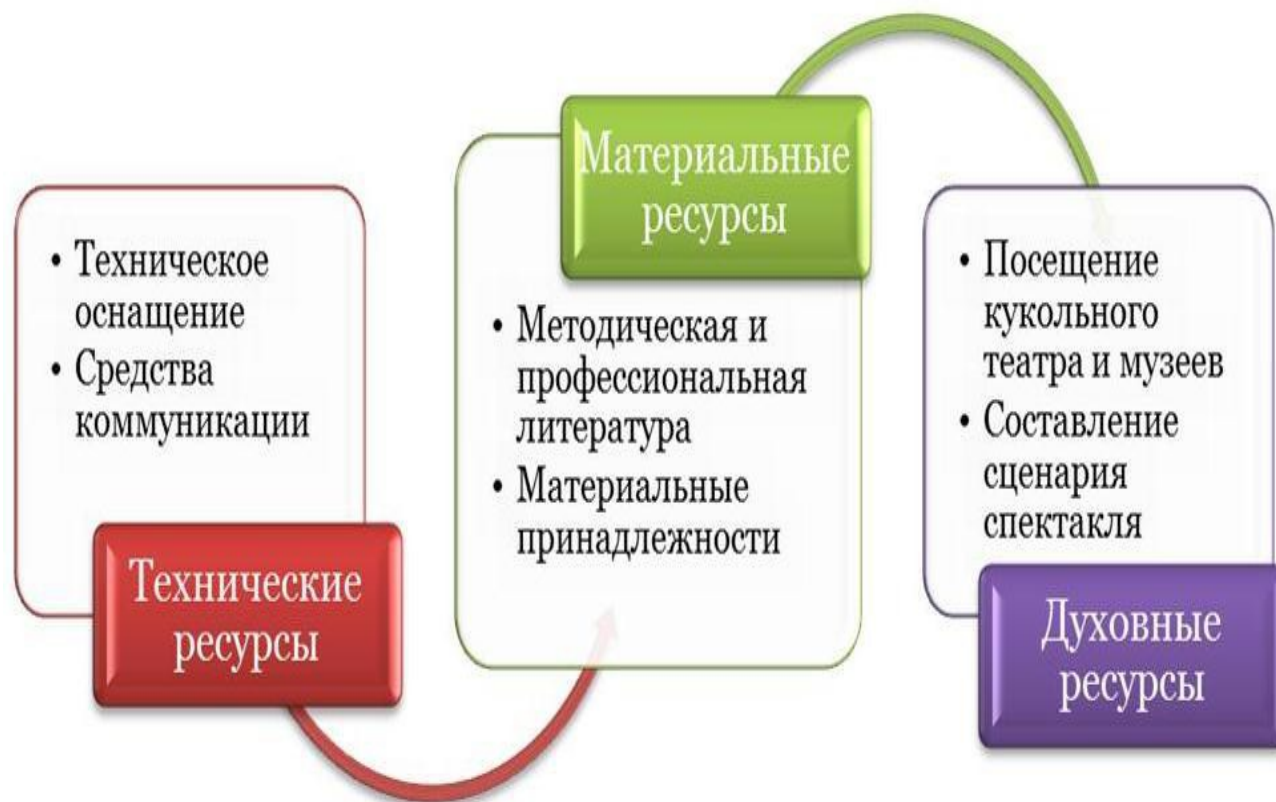 • Техническое
оснащение
• Средства
коммуникации
Технические
ресурсы
Материальные
ресурсы
• Методическая и
профессиональная
литература
• Материальные
принадлежности
• Посещение
кукольного
театра и музеев
• Составление
сценария
спектакля
Духовные
ресурсы